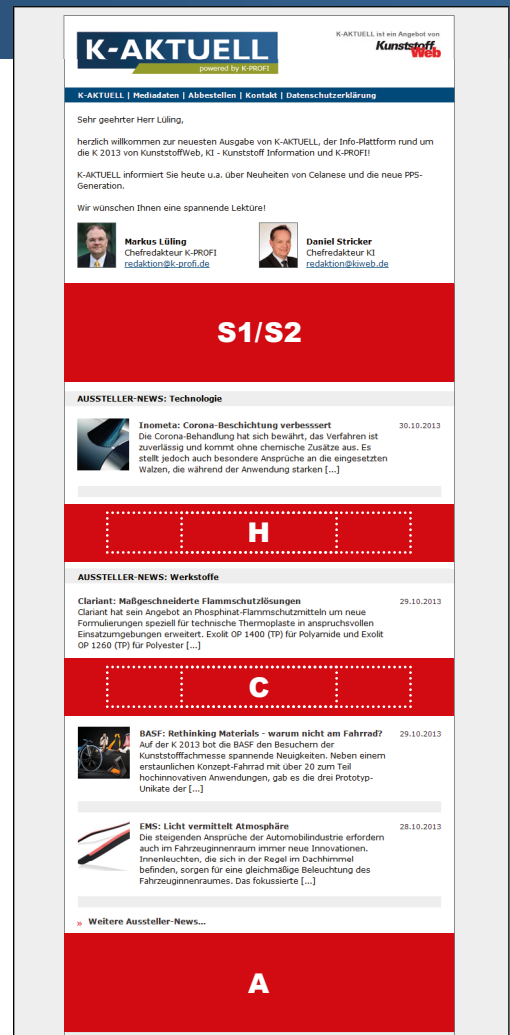 K-AKTUELL
powered by K-PROFI
K-AKTUELL ist ein Angebot von
Kunststoff
Web
K-AKTUELL | Mediadaten | Abbestellen | Kontakt | Datenschutzerklärung
Sehr geehrter Herr Lüling,
herzlich willkommen zur neuesten Ausgabe von K-AKTUELL, der Info-Plattform rund um
die K 2013 von KunststoffWeb, KI - Kunststoff Information und K-PROFI!
K-AKTUELL informiert Sie heute u.a. über Neuheiten von Celanese und die neue PPS-
Generation.
Wir wünschen Ihnen eine spannende Lektüre!
Markus Lüling
Chefredakteur K-PROFI
redaktion@k-profi.de
Daniel Stricker
Chefredakteur KI
redaktion@kiweb.de
S1/S2
AUSSTELLER-NEWS: Technologie
Inometa: Corona-Beschichtung verbesssert 30.10.2013
Die Corona-Behandlung hat sich bewährt, das Verfahren ist
zuverlässig und kommt ohne chemische Zusätze aus. Es
stellt jedoch auch besondere Ansprüche an die eingesetzten
Walzen, die während der Anwendung starken [...]
H
AUSSTELLER-NEWS: Werkstoffe
Clariant: Maßgeschneiderte Flammschutzlösungen 29.10.2013
Clariant hat sein Angebot an Phosphinat-Flammschutzmitteln um neue
Formulierungen speziell für technische Thermoplaste in anspruchsvollen
Einsatzumgebungen erweitert. Exolit OP 1400 (TP) für Polyamide und Exolit
OP 1260 (TP) für Polyester [...]
C
BASF: Rethinking Materials - warum nicht am Fahrrad? 29.10.2013
Auf der K 2013 bot die BASF den Besuchern der
Kunststofffachmesse spannende Neuigkeiten. Neben einem
erstaunlichen Konzept-Fahrrad mit über 20 zum Teil
hochinnovativen Anwendungen, gab es die drei Prototyp-
Unikate der [...]
EMS: Licht vermittelt Atmosphäre 28.10.2013
Die steigenden Ansprüche der Automobilindustrie erfordern
auch im Fahrzeuginnenraum immer neue Innovationen.
Innenleuchten, die sich in der Regel im Dachhimmel
befinden, sorgen für eine gleichmäßige Beleuchtung des
Fahrzeuginnenraumes. Das fokussierte [...]
» Weitere Aussteller-News...
A